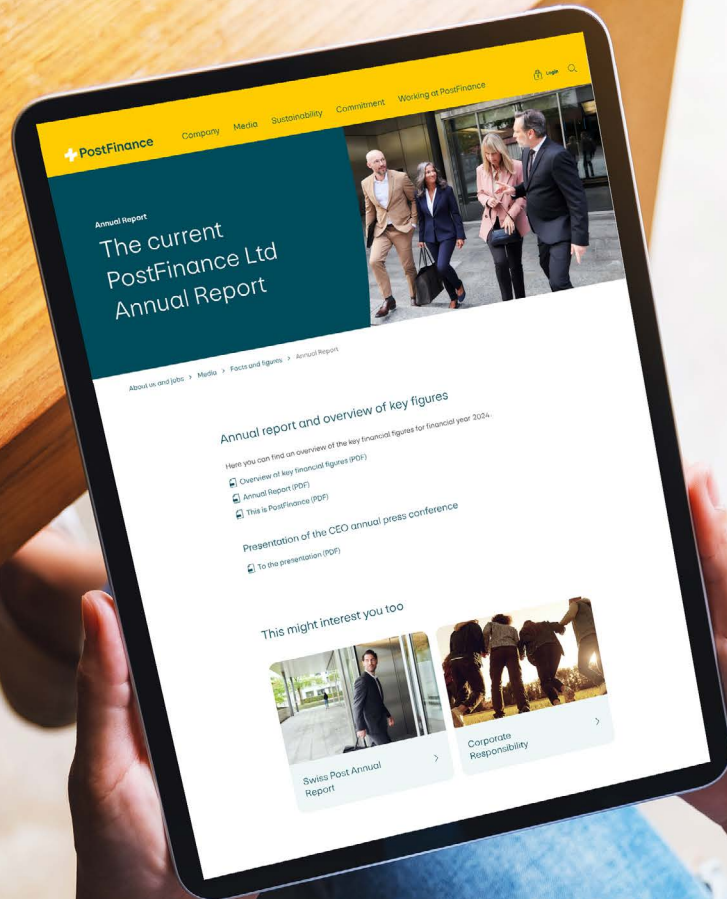 PostFinance
Company Media Sustainability Commitment Working at PostFinance
Login
Annual Report
The current
PostFinance Ltd
Annual Report
About us and jobs > Media > Facts and figures > Annual Report
Annual report and overview of key figures
Here you can find an overview of the key financial figures for financial year 2024.
Overview of key financial figures (PDF)
Annual Report (PDF)
This is PostFinance (PDF)
Presentation of the CEO annual press conference
To the presentation (PDF)
This might interest you too
Swiss Post Annual
Report
Corporate
Responsibility